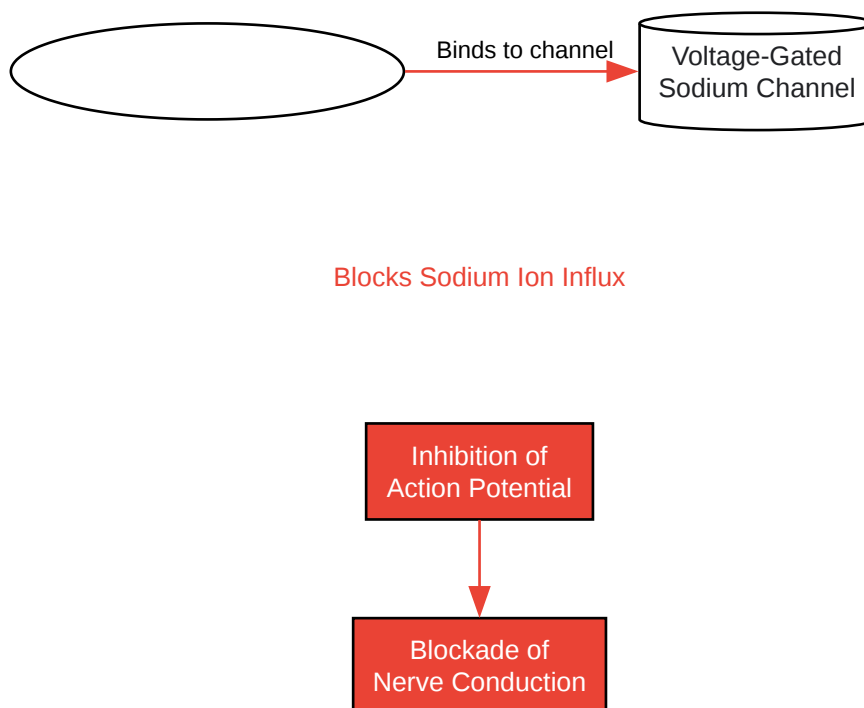 Binds to channel
Voltage-Gated
Sodium Channel
Blocks Sodium Ion Influx
Inhibition of
Action Potential
Blockade of
Nerve Conduction